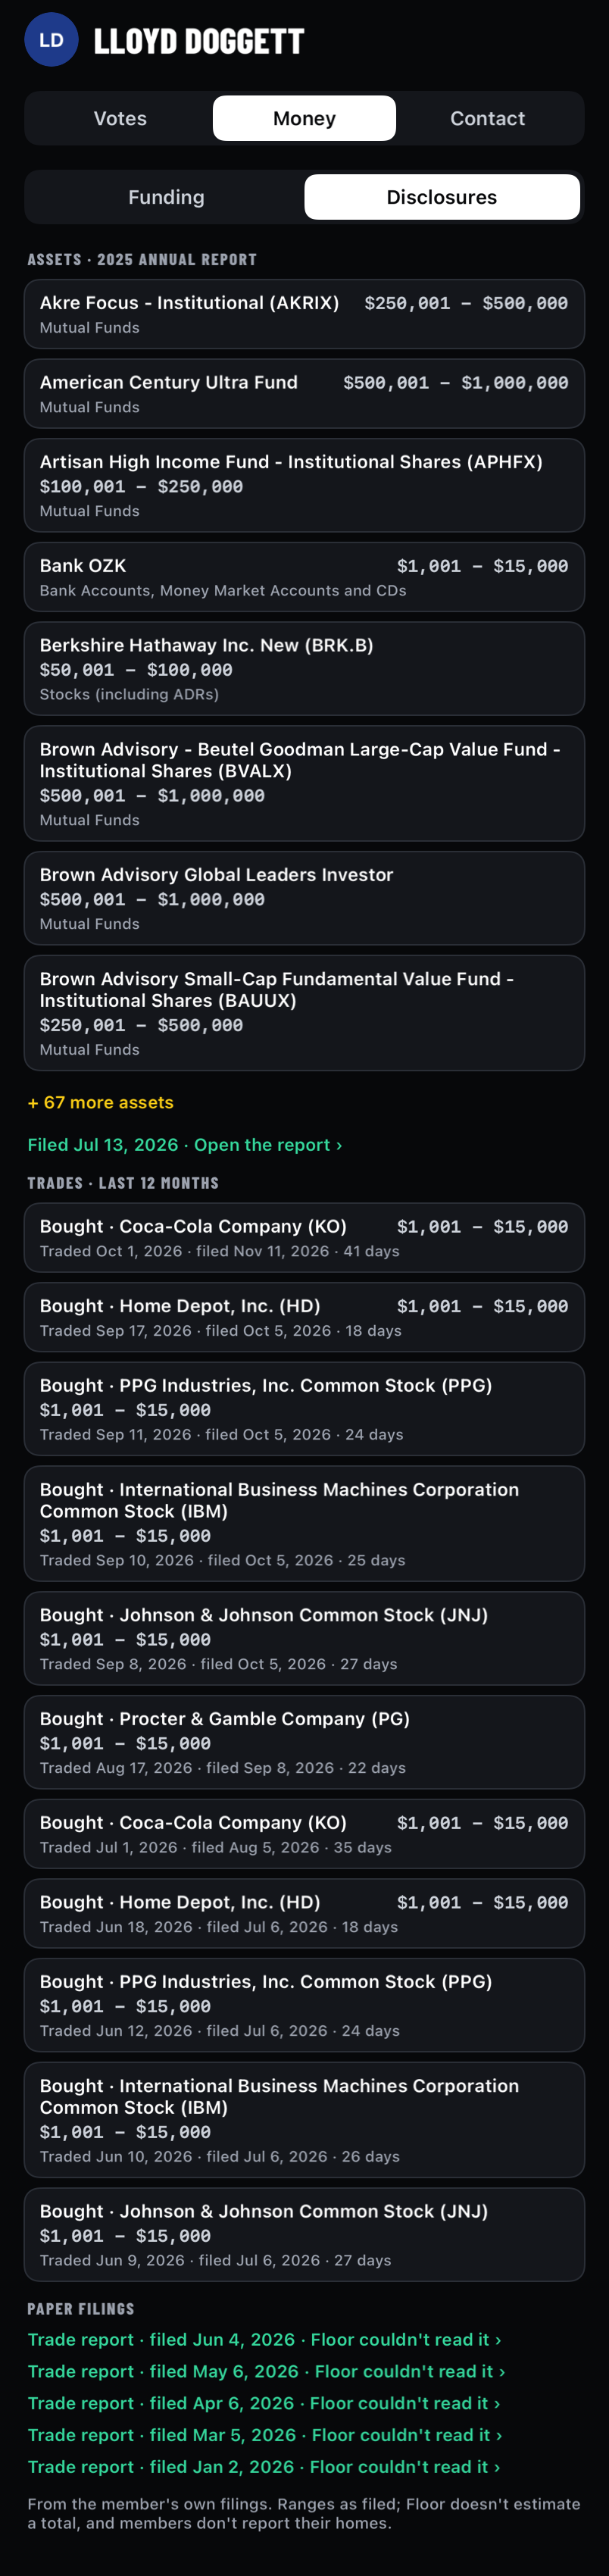 LD
LLOYD DOGGETT
Votes
Money
Contact
Funding
Disclosures
ASSETS · 2025 ANNUAL REPORT
Akre Focus - Institutional (AKRIX)
$250,001 – $500,000
Mutual Funds
American Century Ultra Fund
$500,001 – $1,000,000
Mutual Funds
Artisan High Income Fund - Institutional Shares (APHFX)
$100,001 – $250,000
Mutual Funds
Bank OZK
$1,001 – $15,000
Bank Accounts, Money Market Accounts and CDs
Berkshire Hathaway Inc. New (BRK.B)
$50,001 – $100,000
Stocks (including ADRs)
Brown Advisory - Beutel Goodman Large-Cap Value Fund -
Institutional Shares (BVALX)
$500,001 – $1,000,000
Mutual Funds
Brown Advisory Global Leaders Investor
$500,001 – $1,000,000
Mutual Funds
Brown Advisory Small-Cap Fundamental Value Fund -
Institutional Shares (BAUUX)
$250,001 – $500,000
Mutual Funds
+ 67 more assets
Filed Jul 13, 2026 · Open the report ›
TRADES · LAST 12 MONTHS
Bought · Coca-Cola Company (KO)
$1,001 – $15,000
Traded Oct 1, 2026 · filed Nov 11, 2026 · 41 days
Bought · Home Depot, Inc. (HD)
$1,001 – $15,000
Traded Sep 17, 2026 · filed Oct 5, 2026 · 18 days
Bought · PPG Industries, Inc. Common Stock (PPG)
$1,001 – $15,000
Traded Sep 11, 2026 · filed Oct 5, 2026 · 24 days
Bought · International Business Machines Corporation
Common Stock (IBM)
$1,001 – $15,000
Traded Sep 10, 2026 · filed Oct 5, 2026 · 25 days
Bought · Johnson & Johnson Common Stock (JNJ)
$1,001 – $15,000
Traded Sep 8, 2026 · filed Oct 5, 2026 · 27 days
Bought · Procter & Gamble Company (PG)
$1,001 – $15,000
Traded Aug 17, 2026 · filed Sep 8, 2026 · 22 days
Bought · Coca-Cola Company (KO)
$1,001 – $15,000
Traded Jul 1, 2026 · filed Aug 5, 2026 · 35 days
Bought · Home Depot, Inc. (HD)
$1,001 – $15,000
Traded Jun 18, 2026 · filed Jul 6, 2026 · 18 days
Bought · PPG Industries, Inc. Common Stock (PPG)
$1,001 – $15,000
Traded Jun 12, 2026 · filed Jul 6, 2026 · 24 days
Bought · International Business Machines Corporation
Common Stock (IBM)
$1,001 – $15,000
Traded Jun 10, 2026 · filed Jul 6, 2026 · 26 days
Bought · Johnson & Johnson Common Stock (JNJ)
$1,001 – $15,000
Traded Jun 9, 2026 · filed Jul 6, 2026 · 27 days
PAPER FILINGS
Trade report · filed Jun 4, 2026 · Floor couldn't read it ›
Trade report · filed May 6, 2026 · Floor couldn't read it ›
Trade report · filed Apr 6, 2026 · Floor couldn't read it ›
Trade report · filed Mar 5, 2026 · Floor couldn't read it ›
Trade report · filed Jan 2, 2026 · Floor couldn't read it ›
From the member's own filings. Ranges as filed; Floor doesn't estimate
a total, and members don't report their homes.